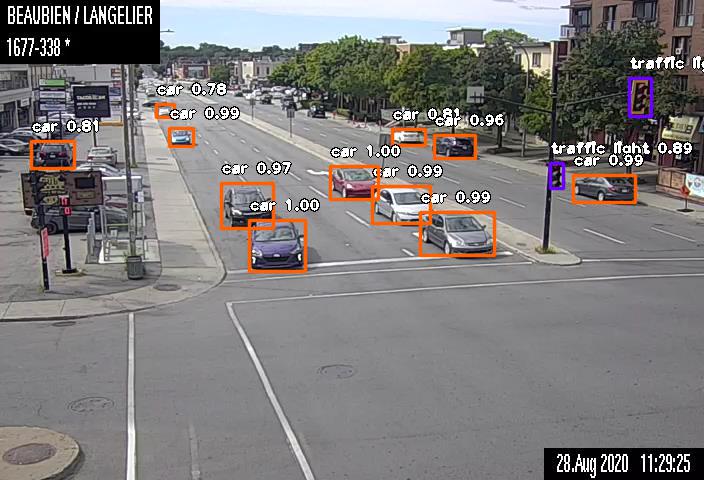 BEAUBIEN / LANGELIER
1677-338 *
traffic lig
car 0.78
car 0.99
car 0.81
car 0.81
car 0.96
traffic light 0.89
car 0.99
car 1.00
car 0.97
car 0.99
car 1.00
car 0.99
28.Aug 2020 11:29:25